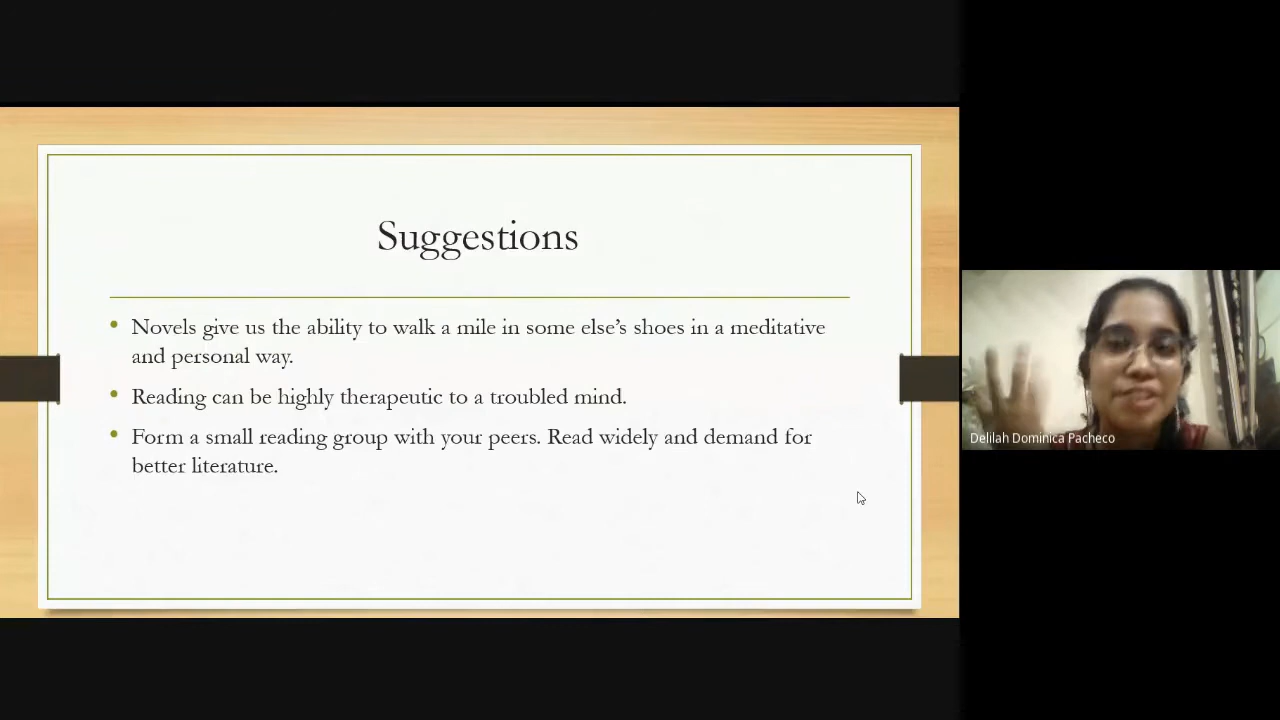 Suggestions
• Novels give us the ability to walk a mile in some else's shoes in a meditative
and personal way.
• Reading can be highly therapeutic to a troubled mind.
• Form a small reading group with your peers. Read widely and demand for
better literature.
Delilah Dominica Pacheco